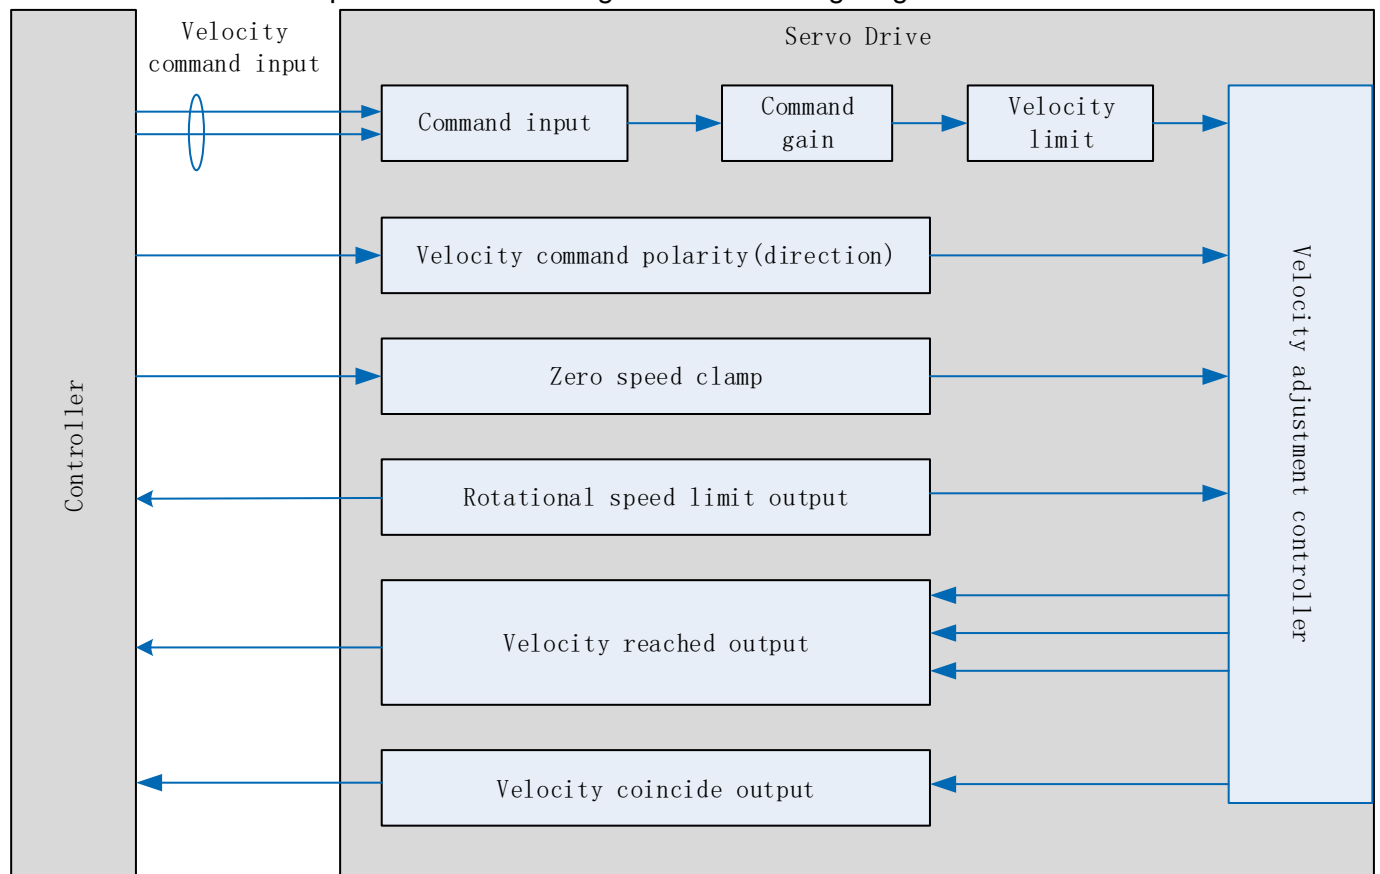 Velocity
command input
Servo Drive
Command input
Command
gain
Velocity
limit
Velocity command polarity(direction)
Zero speed clamp
Rotational speed limit output
Velocity reached output
Velocity coincide output
Controller
Velocity adjustment controller